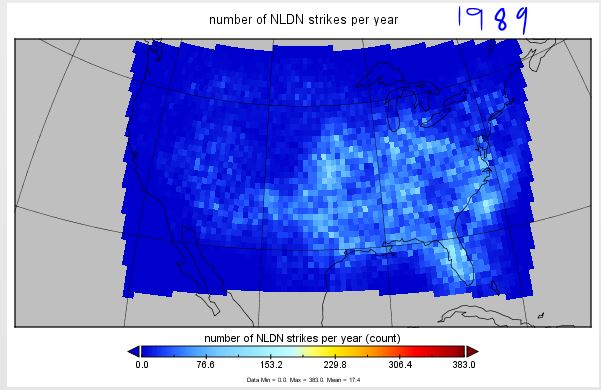 number of NLDN strikes per year 1989
number of NLDN strikes per year (count)
0.0 76.6 153.2 229.8 306.4 383.0
Data Min = 0.0, Max = 383.0, Mean = 17.4